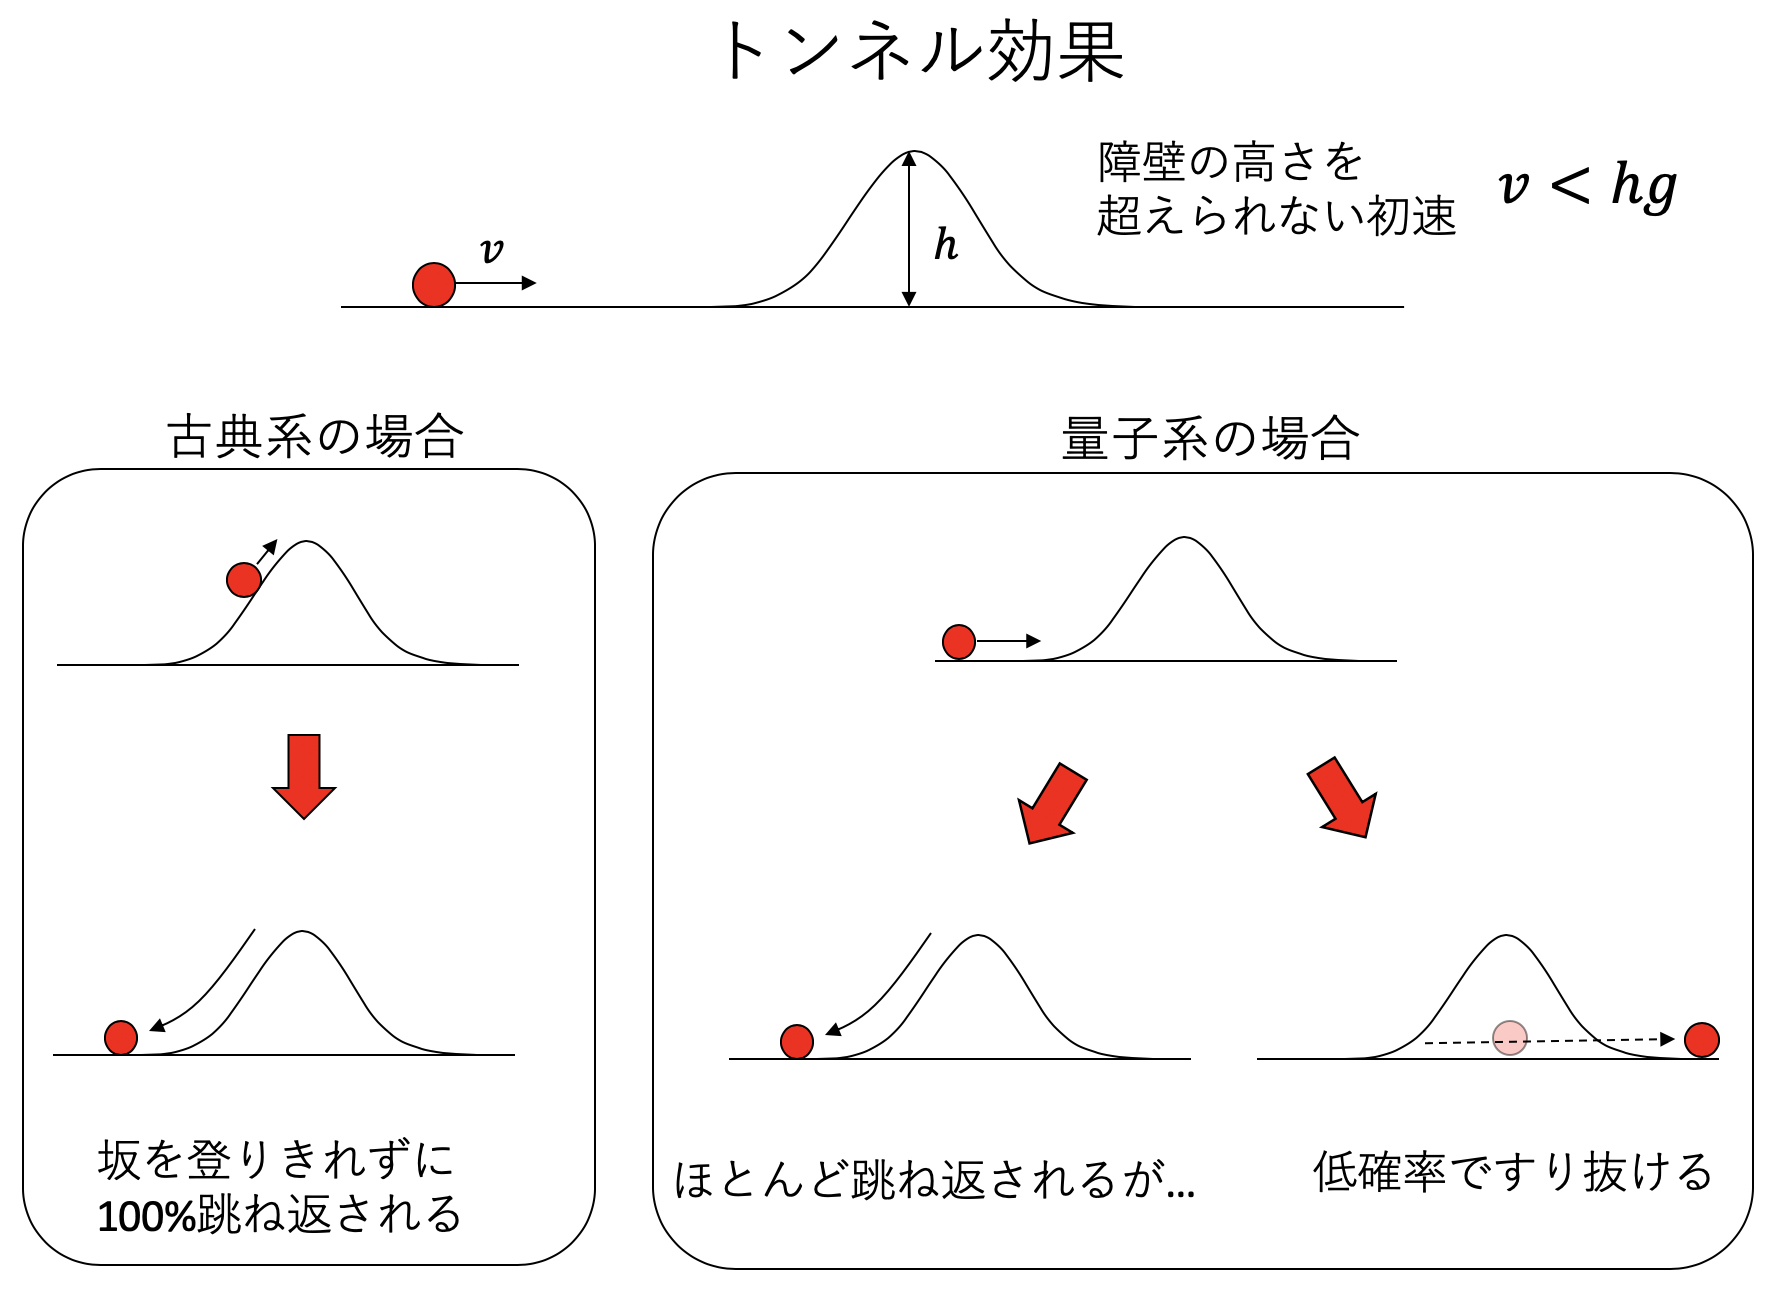 トンネル効果
障壁の高さを
超えられない初速
v < hg
v
h
古典系の場合
量子系の場合
坂を登りきれずに
100%跳ね返される
ほとんど跳ね返されるが...
低確率ですり抜ける